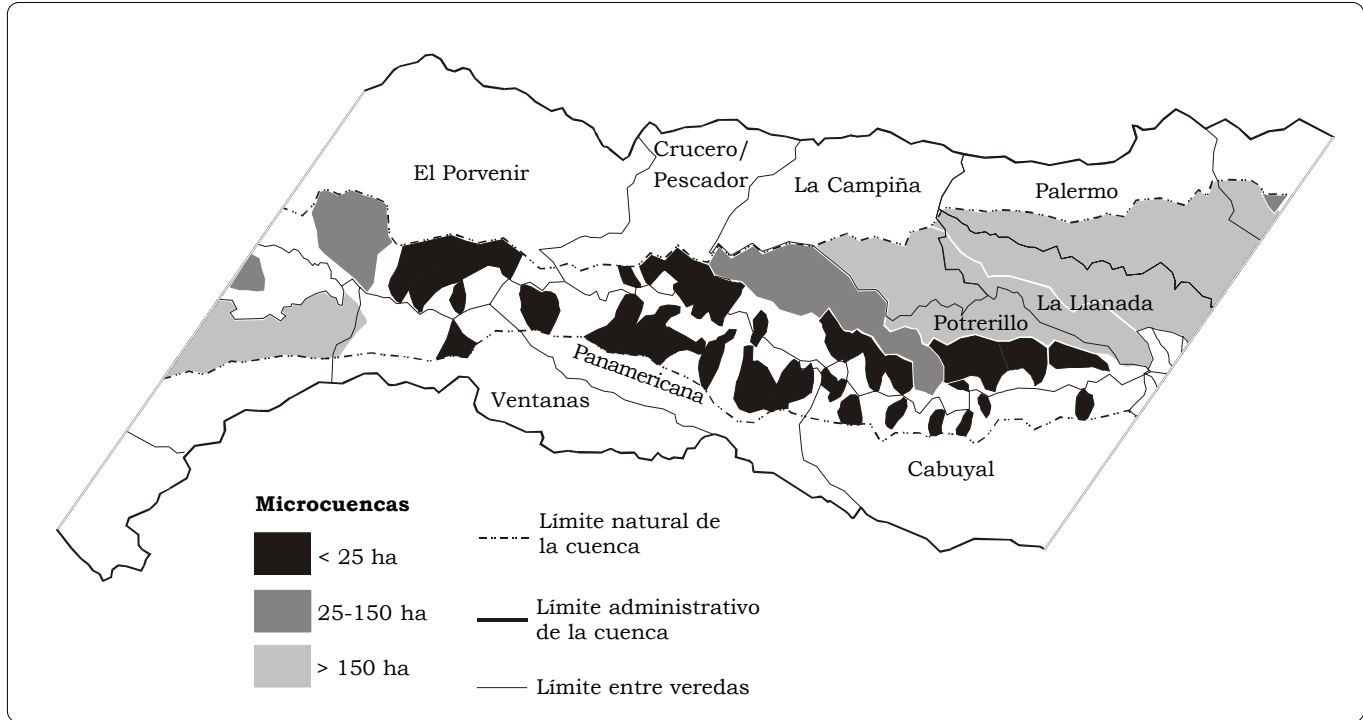 El Porvenir
Crucero/
Pescador
La Campiña
Palermo
La Llanada
Potrerillo
Panamericana
Ventanas
Cabuyal
Microcuencas
< 25 ha
25-150 ha
> 150 ha
Límite natural de
la cuenca
Límite administrativo
de la cuenca
Límite entre veredas